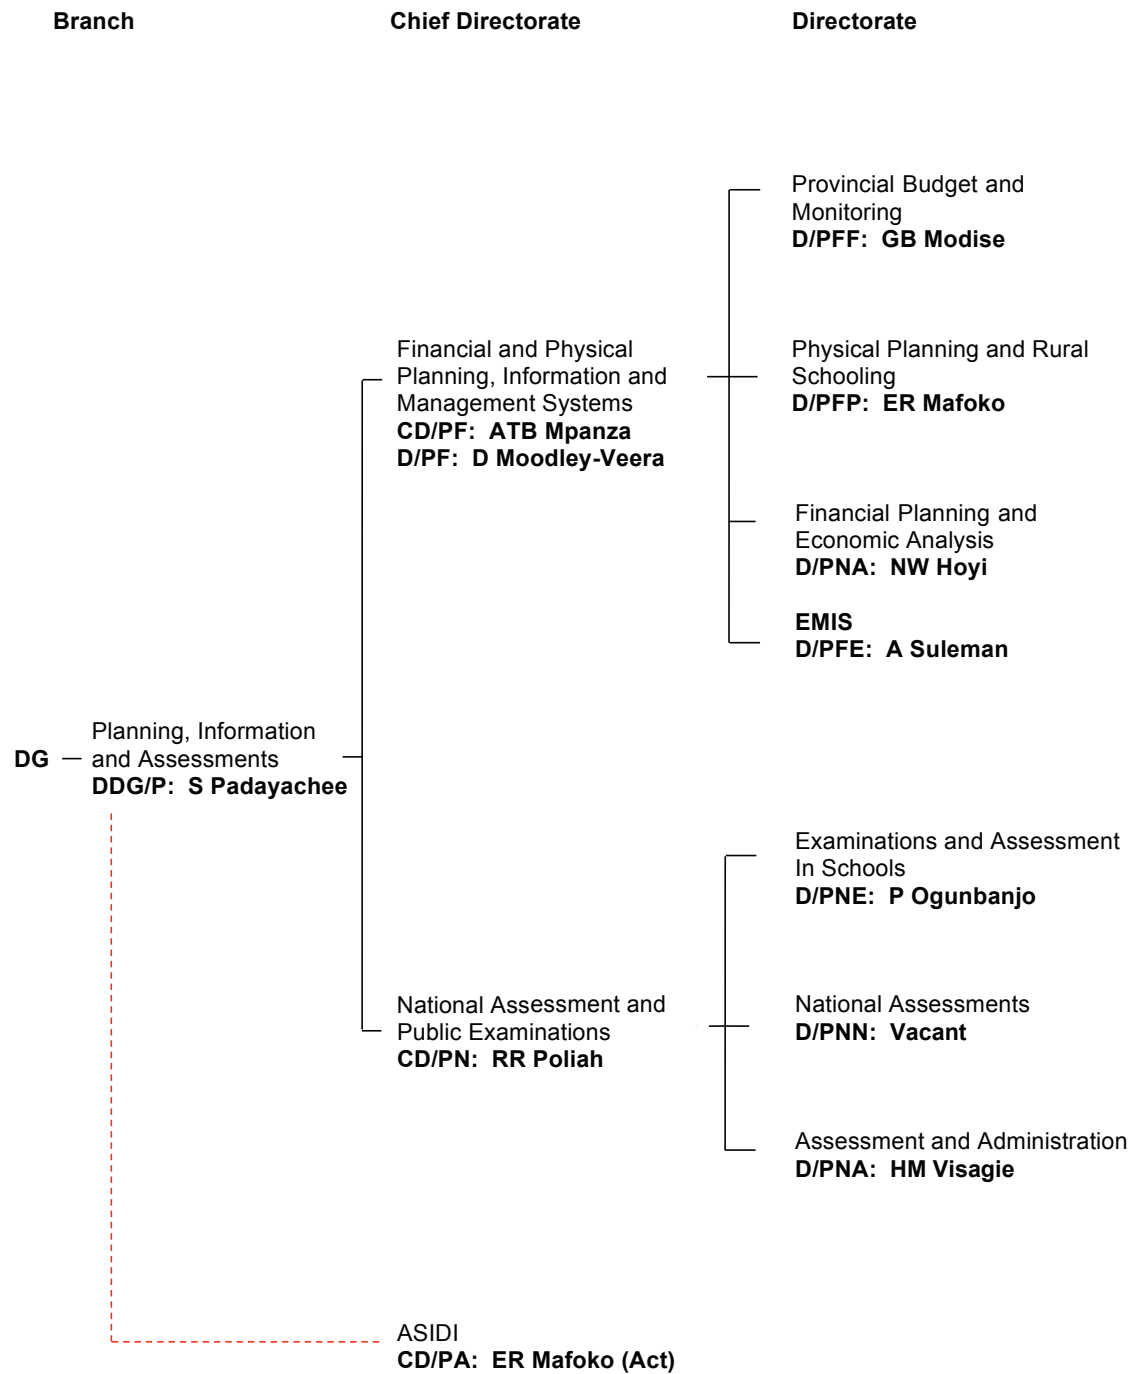 Branch
Chief Directorate
Directorate
Provincial Budget and
Monitoring
D/PFF: GB Modise
Financial and Physical
Planning, Information and
Management Systems
CD/PF: ATB Mpanza
D/PF: D Moodley-Veera
Physical Planning and Rural
Schooling
D/PFP: ER Mafoko
Financial Planning and
Economic Analysis
D/PNA: NW Hoyi
EMIS
D/PFE: A Suleman
DG
Planning, Information
and Assessments
DDG/P: S Padayachee
Examinations and Assessment
In Schools
D/PNE: P Ogunbanjo
National Assessment and
Public Examinations
CD/PN: RR Poliah
National Assessments
D/PNN: Vacant
Assessment and Administration
D/PNA: HM Visagie
ASIDI
CD/PA: ER Mafoko (Act)